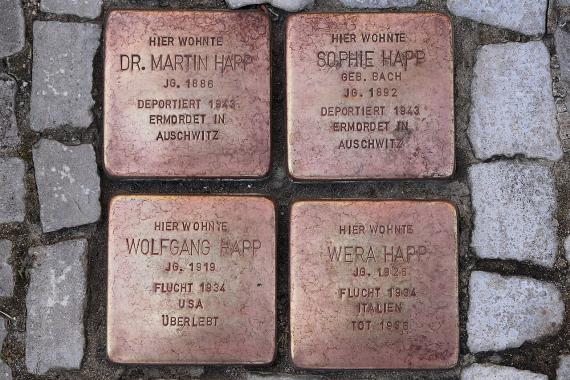 HIER WOHNTE
DR. MARTIN HAPP
JG. 1886
DEPORTIERT 1943
ERMORDET IN
AUSCHWITZ
HIER WOHNTE
SOPHIE HAPP
GEB. BACH
JG. 1892
DEPORTIERT 1943
ERMORDET IN
AUSCHWITZ
HIER WOHNTE
WOLFGANG HAPP
JG. 1919
FLUCHT 1934
USA
ÜBERLEBT
HIER WOHNTE
WERA HAPP
JG.
FLUCHT 1934
ITALIEN
TOT